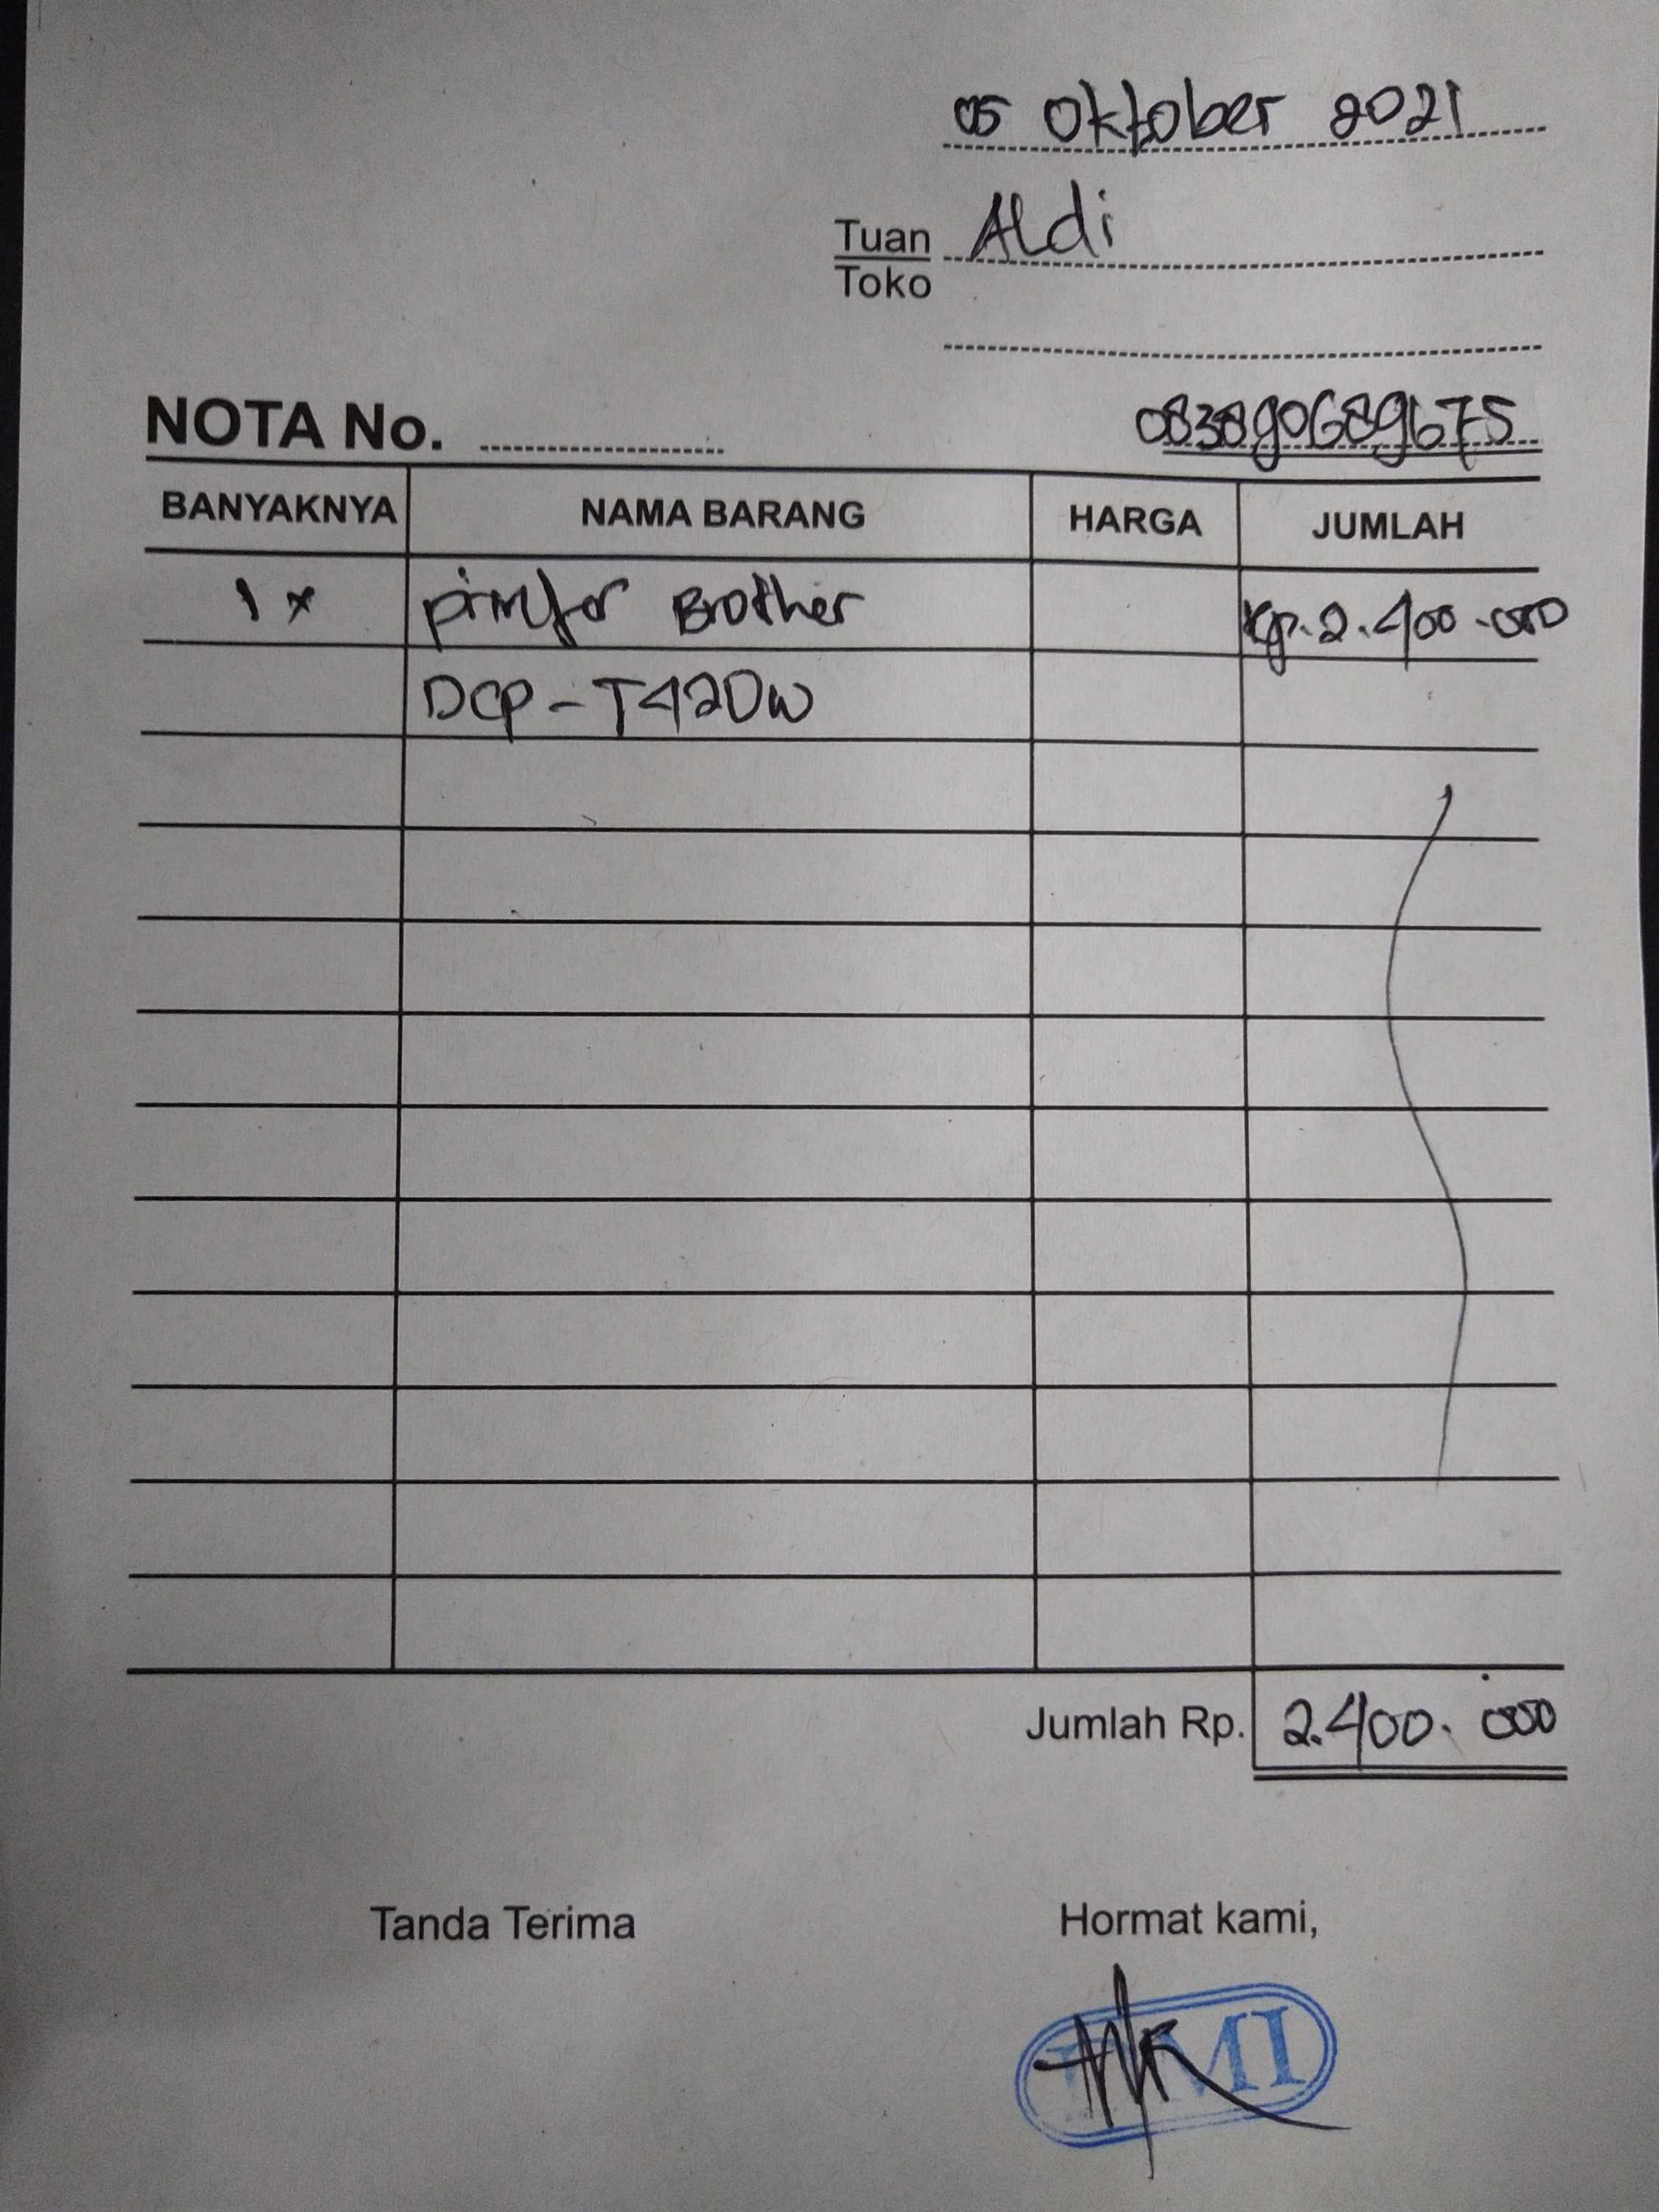 05 Oktober 2021
Tuan Aldi
Toko
NOTA No. ............ 083890689675
BANYAKNYA NAMA BARANG HARGA JUMLAH
1 x printer Brother Rp. 2.400.000
DCP-T420W
Jumlah Rp. 2.400.000
Tanda Terima Hormat kami,